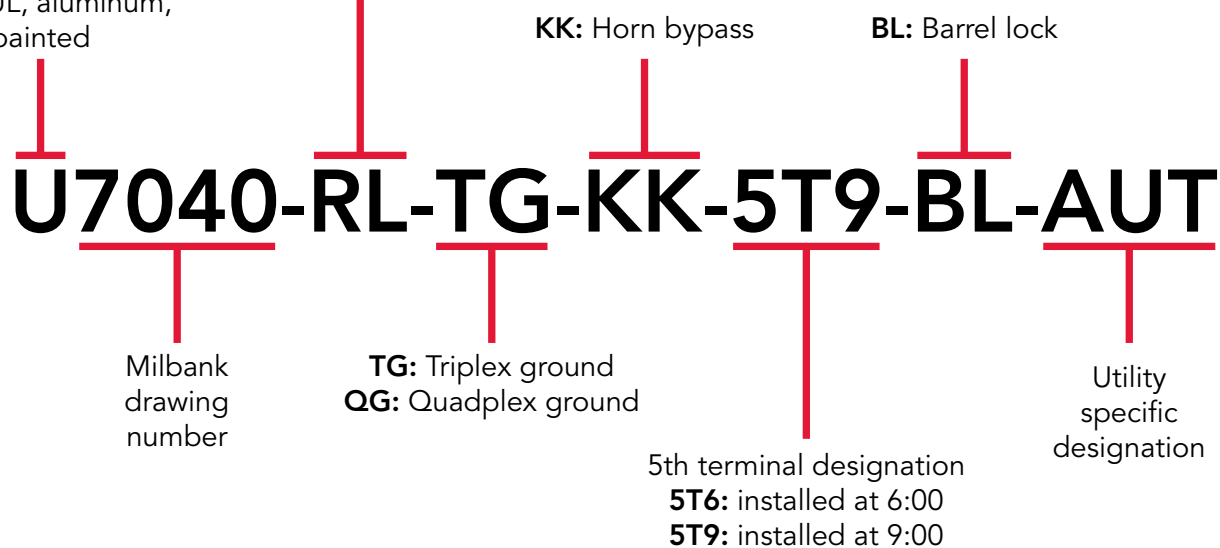 aluminum,
painted
KK: Horn bypass
BL: Barrel lock
U7040-RL-TG-KK-5T9-BL-AUT
Milbank
drawing
number
TG: Triplex ground
QG: Quadplex ground
5th terminal designation
5T6: installed at 6:00
5T9: installed at 9:00
Utility
specific
designation